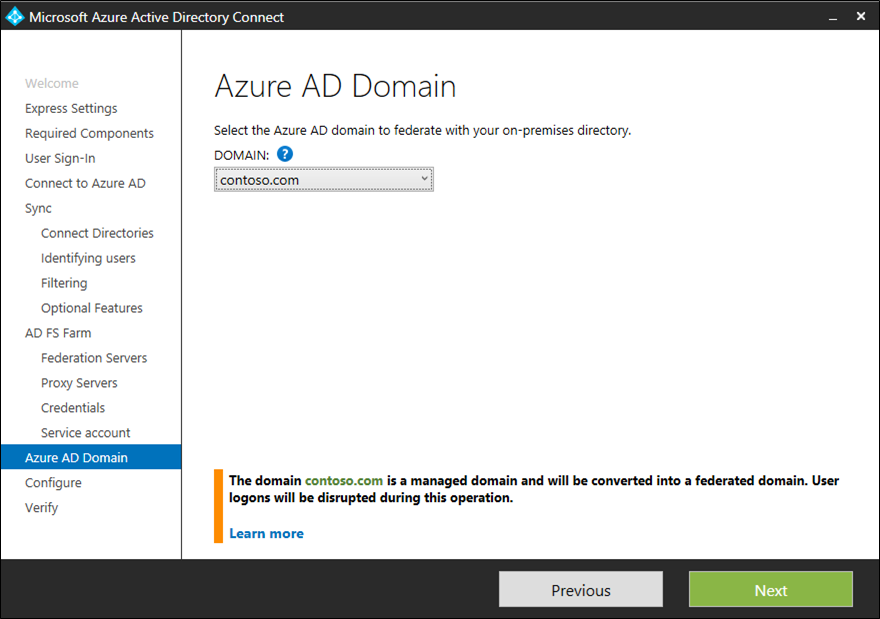 Microsoft Azure Active Directory Connect
Welcome
Express Settings
Required Components
User Sign-In
Connect to Azure AD
Sync
Connect Directories
Identifying users
Filtering
Optional Features
AD FS Farm
Federation Servers
Proxy Servers
Credentials
Service account
Azure AD Domain
Configure
Verify
Azure AD Domain
Select the Azure AD domain to federate with your on-premises directory.
DOMAIN: ?
contoso.com
The domain contoso.com is a managed domain and will be converted into a federated domain. User
logons will be disrupted during this operation.
Learn more
Previous
Next